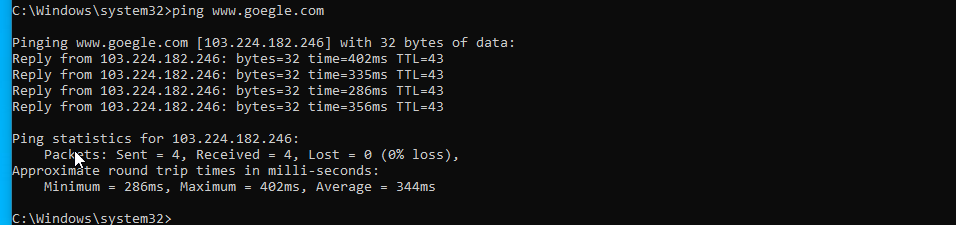 C:\Windows\system32>ping www.goegle.com
Pinging www.goegle.com [103.224.182.246] with 32 bytes of data:
Reply from 103.224.182.246: bytes=32 time=402ms TTL=43
Reply from 103.224.182.246: bytes=32 time=335ms TTL=43
Reply from 103.224.182.246: bytes=32 time=286ms TTL=43
Reply from 103.224.182.246: bytes=32 time=356ms TTL=43
Ping statistics for 103.224.182.246:
    Packets: Sent = 4, Received = 4, Lost = 0 (0% loss),
Approximate round trip times in milli-seconds:
    Minimum = 286ms, Maximum = 402ms, Average = 344ms
C:\Windows\system32>